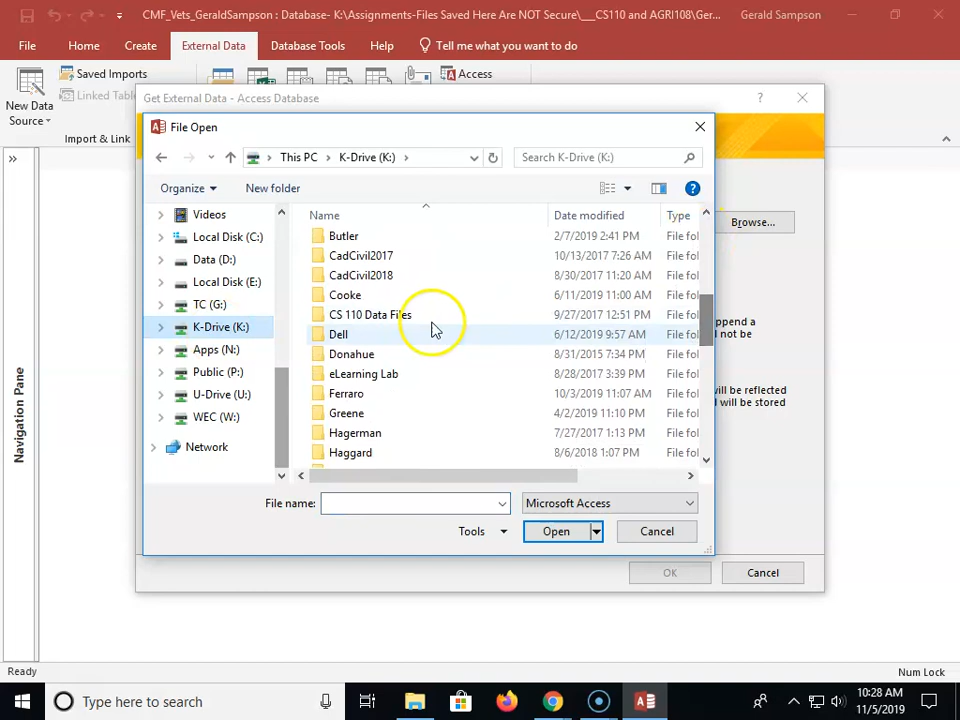 CMF_Vets_GeraldSampson : Database- K:\Assignments-Files Saved Here Are NOT Secure\___CS110 and AGRI108\Ger... Gerald Sampson
File Home Create External Data Database Tools Help Tell me what you want to do
Saved Imports
Access
New Data
Source
Import & Link
Get External Data - Access Database
File Open
This PC K-Drive (K:) Search K-Drive (K:)
Organize New folder
Name Date modified Type
Videos
Local Disk (C:)
Data (D:)
Local Disk (E:)
TC (G:)
K-Drive (K:)
Apps (N:)
Public (P:)
U-Drive (U:)
WEC (W:)
Network
Butler 2/7/2019 2:41 PM File fol
CadCivil2017 10/13/2017 7:26 AM File fol
CadCivil2018 8/30/2017 11:20 AM File fol
Cooke 6/11/2019 11:00 AM File fol
CS 110 Data Files 9/27/2017 12:51 PM File fol
Dell 6/12/2019 9:57 AM File fol
Donahue 8/31/2015 7:34 PM File fol
eLearning Lab 8/28/2017 3:39 PM File fol
Ferraro 10/3/2019 11:07 AM File fol
Greene 4/2/2019 11:10 PM File fol
Hagerman 7/27/2017 1:13 PM File fol
Haggard 8/6/2018 1:07 PM File fol
Browse...
ppend a
not be
will be reflected
will be stored
File name: Microsoft Access
Tools Open Cancel
OK Cancel
Navigation Pane
Ready Num Lock
Type here to search
10:28 AM
11/5/2019